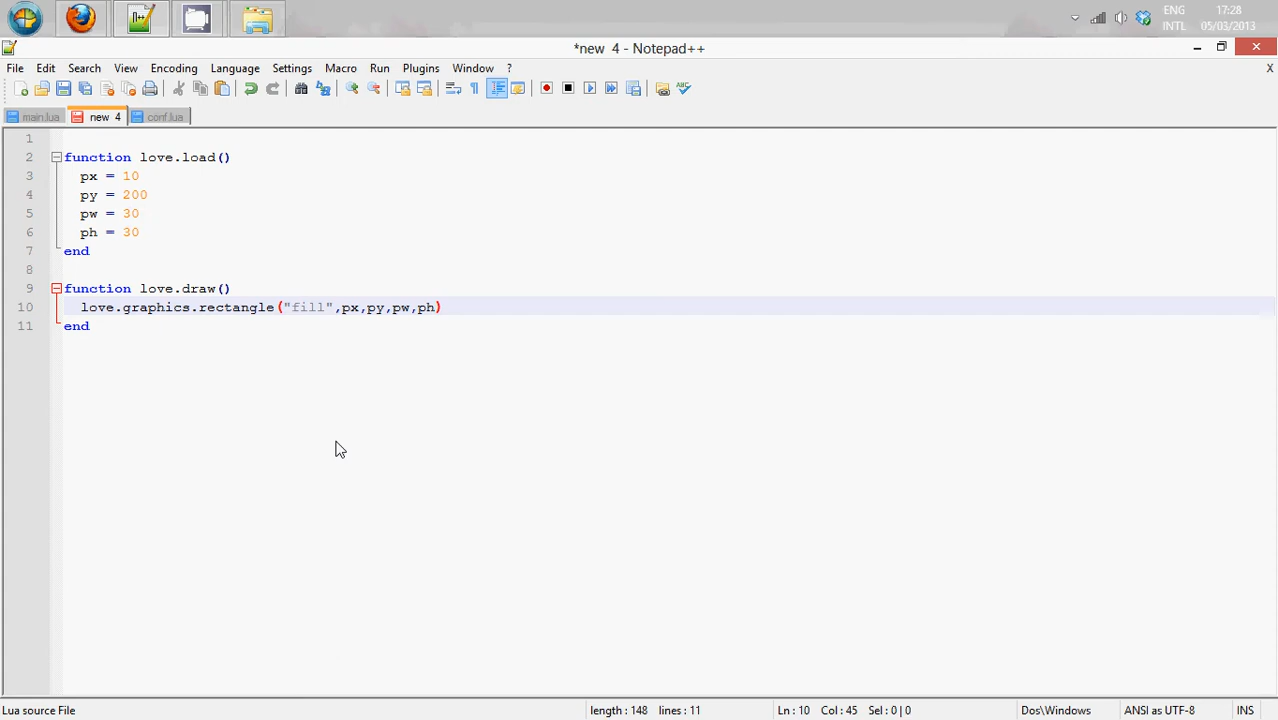 ENG
INTL
17:28
05/03/2013
*new 4 - Notepad++
File Edit Search View Encoding Language Settings Macro Run Plugins Window ? X
main.lua new 4 conf.lua
1
2 function love.load()
3 px = 10
4 py = 200
5 pw = 30
6 ph = 30
7 end
8
9 function love.draw()
10 love.graphics.rectangle("fill",px,py,pw,ph)
11 end
Lua source File length : 148 lines : 11 Ln : 10 Col : 45 Sel : 0 | 0 Dos\Windows ANSI as UTF-8 INS